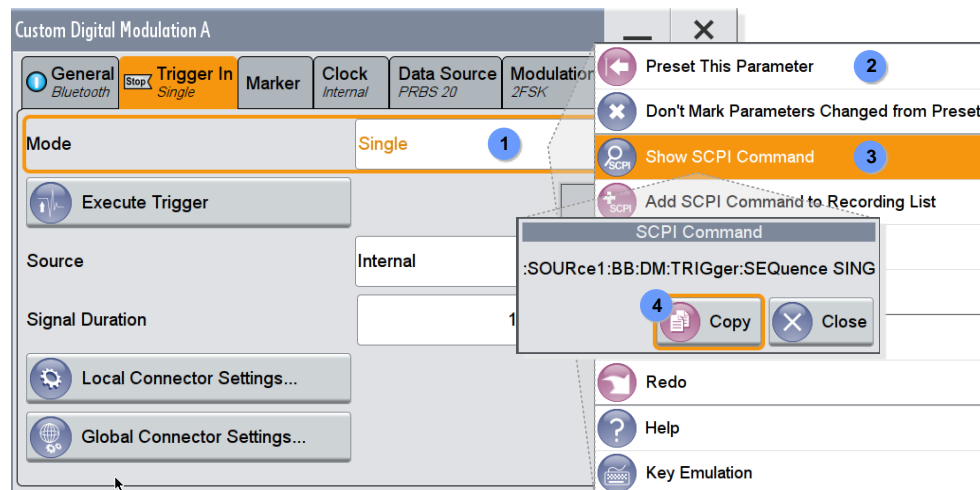 Custom Digital Modulation A
General
Bluetooth
Stop
Trigger In
Single
Marker
Clock
Internal
Data Source
PRBS 20
Modulation
2FSK
Mode
Single
1
Execute Trigger
Source
Internal
Signal Duration
1
Local Connector Settings...
Global Connector Settings...
Preset This Parameter
2
Don't Mark Parameters Changed from Preset
SCPI
Show SCPI Command
3
SCPI
Add SCPI Command to Recording List
SCPI Command
:SOURce1:BB:DM:TRIGger:SEQuence SING
4
Copy
Close
Redo
Help
Key Emulation